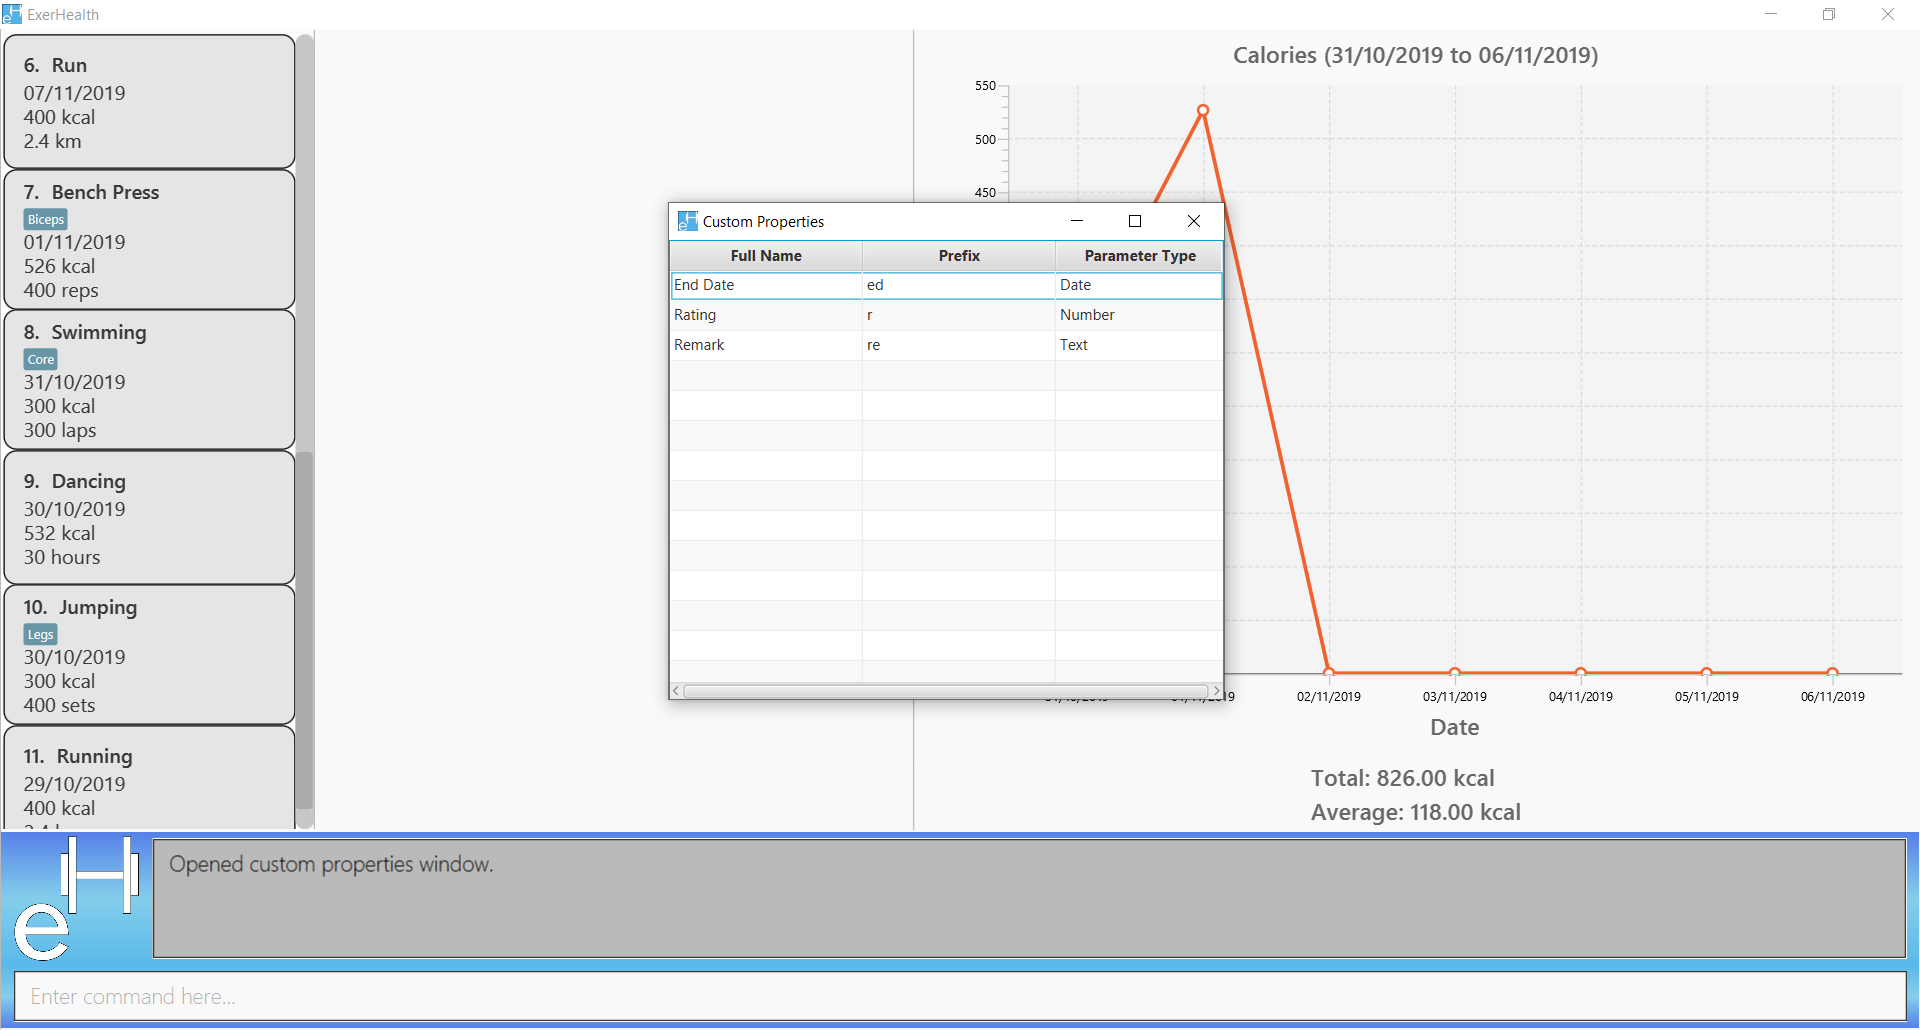 ExerHealth
6. Run
07/11/2019
400 kcal
2.4 km
7. Bench Press
Biceps
01/11/2019
526 kcal
400 reps
8. Swimming
Core
31/10/2019
300 kcal
300 laps
9. Dancing
30/10/2019
532 kcal
30 hours
10. Jumping
Legs
30/10/2019
300 kcal
400 sets
11. Running
29/10/2019
400 kcal
Calories (31/10/2019 to 06/11/2019)
550
500
450
Custom Properties
Full Name Prefix Parameter Type
End Date ed Date
Rating r Number
Remark re Text
02/11/2019 03/11/2019 04/11/2019 05/11/2019 06/11/2019
Date
Total: 826.00 kcal
Average: 118.00 kcal
eH
Opened custom properties window.
Enter command here...